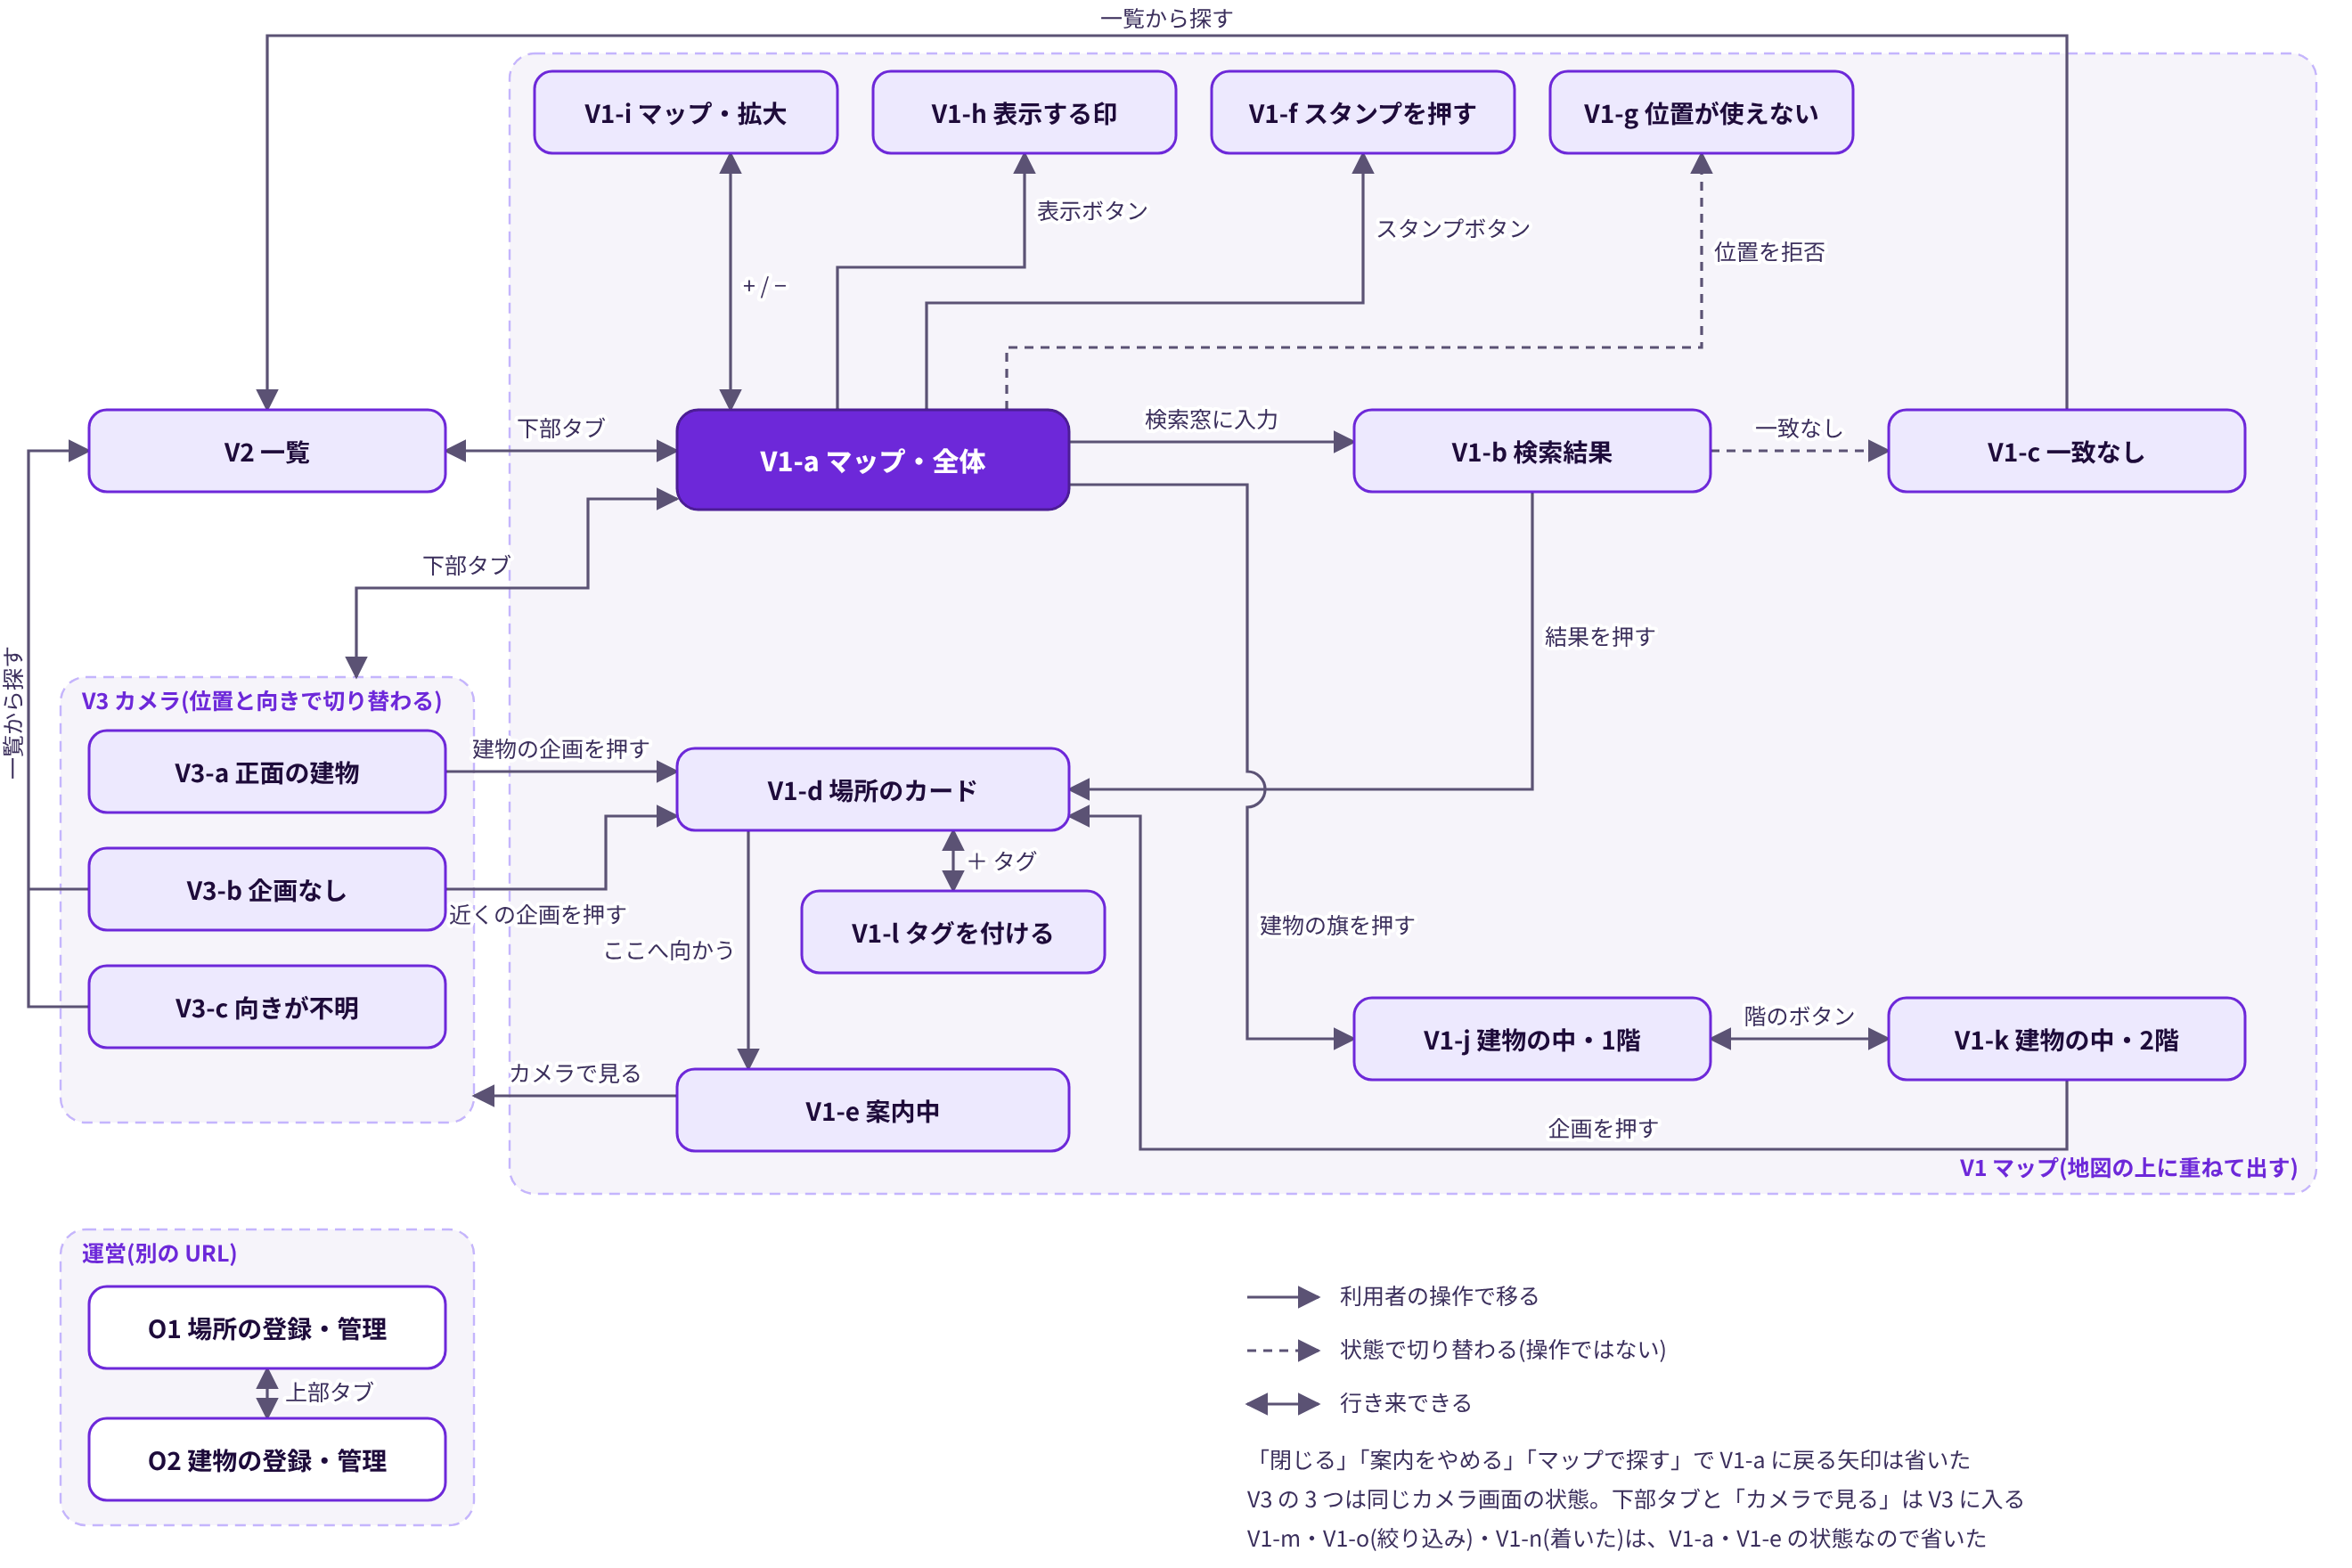 一覧から探す
V1-i マップ・拡大
V1-h 表示する印
V1-f スタンプを押す
V1-g 位置が使えない
表示ボタン
スタンプボタン
位置を拒否
+ / −
V2 一覧
下部タブ
V1-a マップ・全体
検索窓に入力
V1-b 検索結果
一致なし
V1-c 一致なし
下部タブ
結果を押す
一覧から探す
V3 カメラ(位置と向きで切り替わる)
V3-a 正面の建物
建物の企画を押す
V1-d 場所のカード
V3-b 企画なし
近くの企画を押す
＋ タグ
V1-l タグを付ける
ここへ向かう
建物の旗を押す
V3-c 向きが不明
カメラで見る
V1-e 案内中
V1-j 建物の中・1階
階のボタン
V1-k 建物の中・2階
企画を押す
V1 マップ(地図の上に重ねて出す)
運営(別の URL)
O1 場所の登録・管理
上部タブ
O2 建物の登録・管理
利用者の操作で移る
状態で切り替わる(操作ではない)
行き来できる
「閉じる」「案内をやめる」「マップで探す」で V1-a に戻る矢印は省いた
V3 の 3 つは同じカメラ画面の状態。下部タブと「カメラで見る」は V3 に入る
V1-m・V1-o(絞り込み)・V1-n(着いた)は、V1-a・V1-e の状態なので省いた